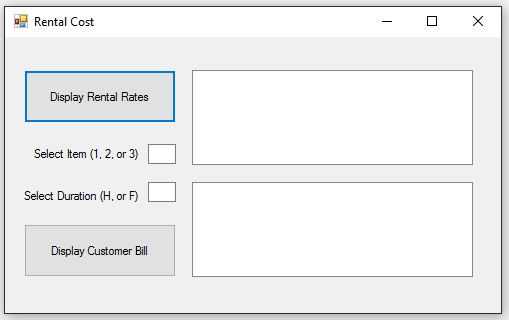 Rental Cost
Display Rental Rates
Select Item (1, 2, or 3)
Select Duration (H, or F)
Display Customer Bill